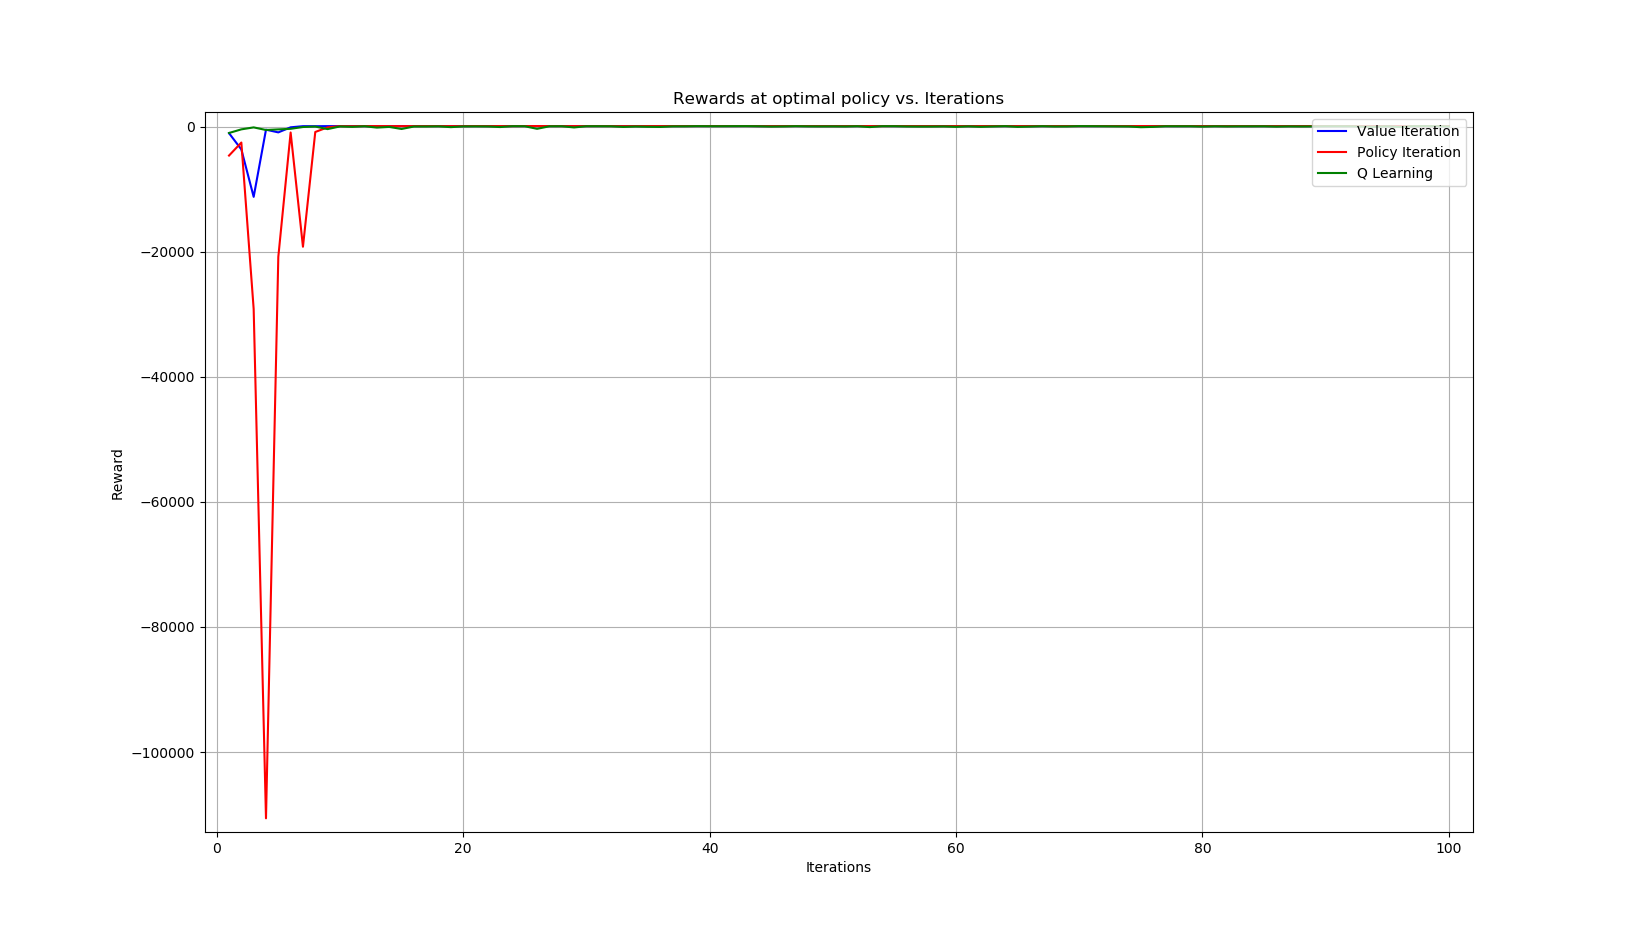 Rewards at optimal policy vs. Iterations
0
Value Iteration
Policy Iteration
Q Learning
−20000
−40000
−60000
−80000
−100000
Reward
0 20 40 60 80 100
Iterations